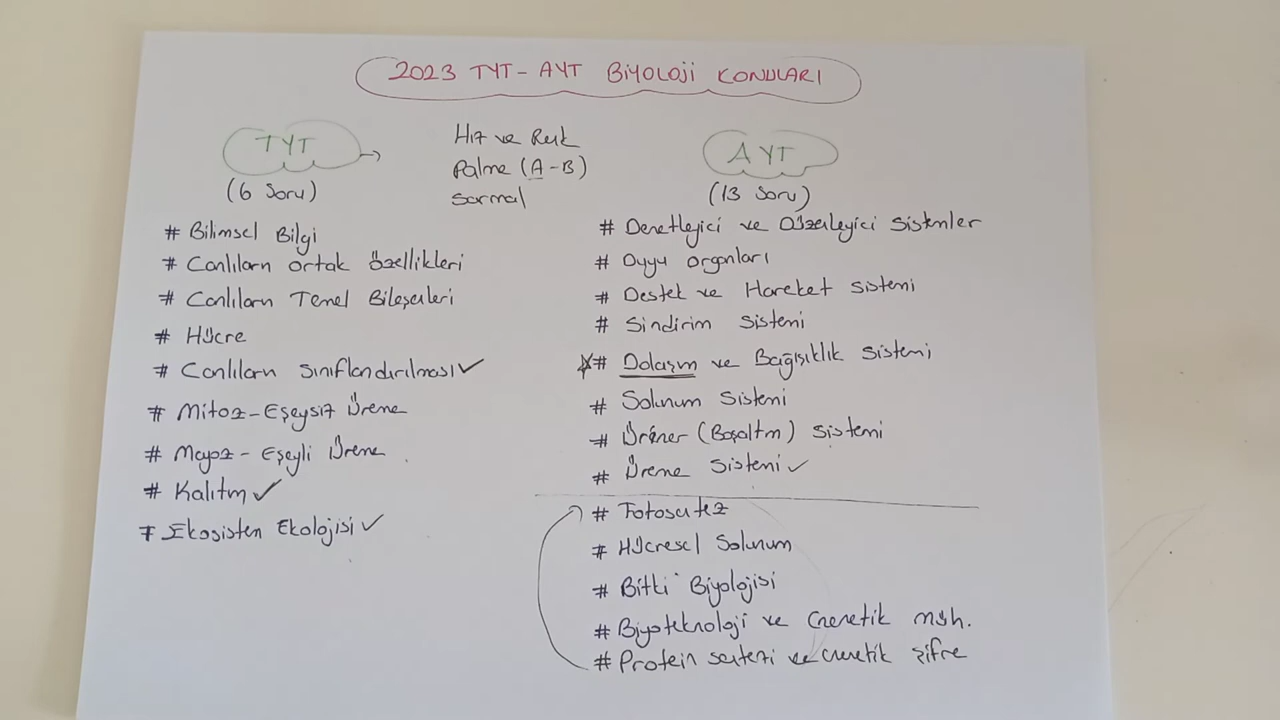 2023 TYT - AYT BİYOLOJİ KONULARI
TYT
(6 Soru)
Hız ve Renk
Palme (A-B)
Sarmal
# Bilimsel Bilgi
# Canlıların Ortak Özellikleri
# Canlıların Temel Bileşenleri
# Hücre
# Canlıların Sınıflandırılması ✓
# Mitoz - Eşeysiz Üreme
# Mayoz - Eşeyli Üreme
# Kalıtım ✓
# Ekosistem Ekolojisi ✓
AYT
(13 Soru)
# Denetleyici ve Düzenleyici Sistemler
# Duyu Organları
# Destek ve Hareket Sistemi
# Sindirim Sistemi
☆# Dolaşım ve Bağışıklık Sistemi
# Solunum Sistemi
# Üriner (Boşaltım) Sistemi
# Üreme Sistemi ✓
# Fotosentez
# Hücresel Solunum
# Bitki Biyolojisi
# Biyoteknoloji ve Genetik müh.
# Protein sentezi ve Genetik şifre